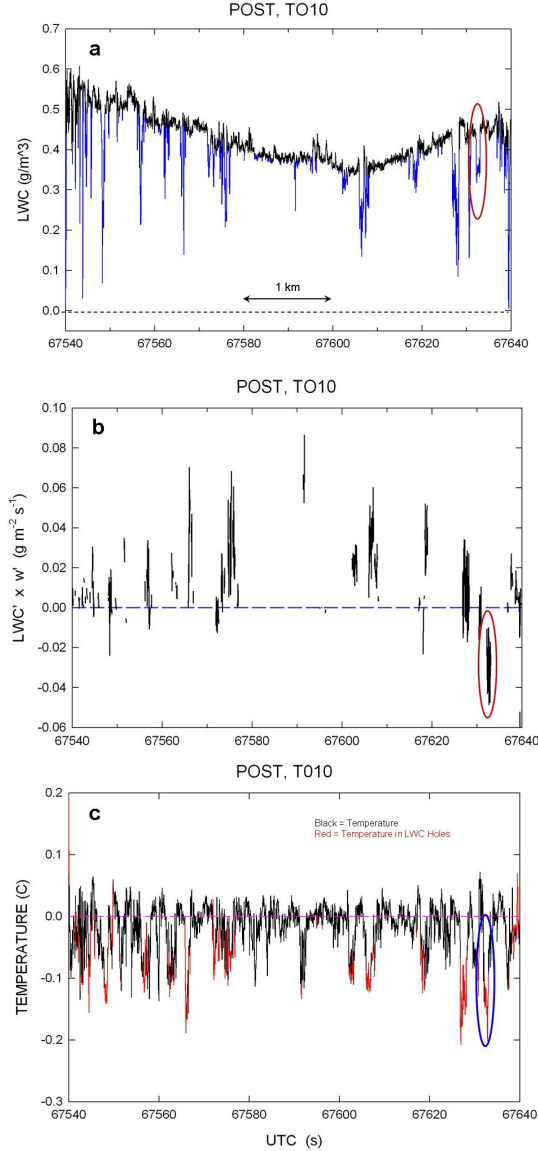 POST, TO10
a
0.7
0.6
0.5
0.4
0.3
0.2
0.1
0.0
LWC (g/m^3)
1 km
67540 67560 67580 67600 67620 67640
POST, TO10
b
0.10
0.08
0.06
0.04
0.02
0.00
-0.02
-0.04
-0.06
LWC' x w' (g m-2 s-1)
67540 67560 67580 67600 67620 67640
POST, T010
c
0.2
0.1
0.0
-0.1
-0.2
-0.3
TEMPERATURE (C)
Black = Temperature
Red = Temperature in LWC Holes
67540 67560 67580 67600 67620 67640
UTC (s)